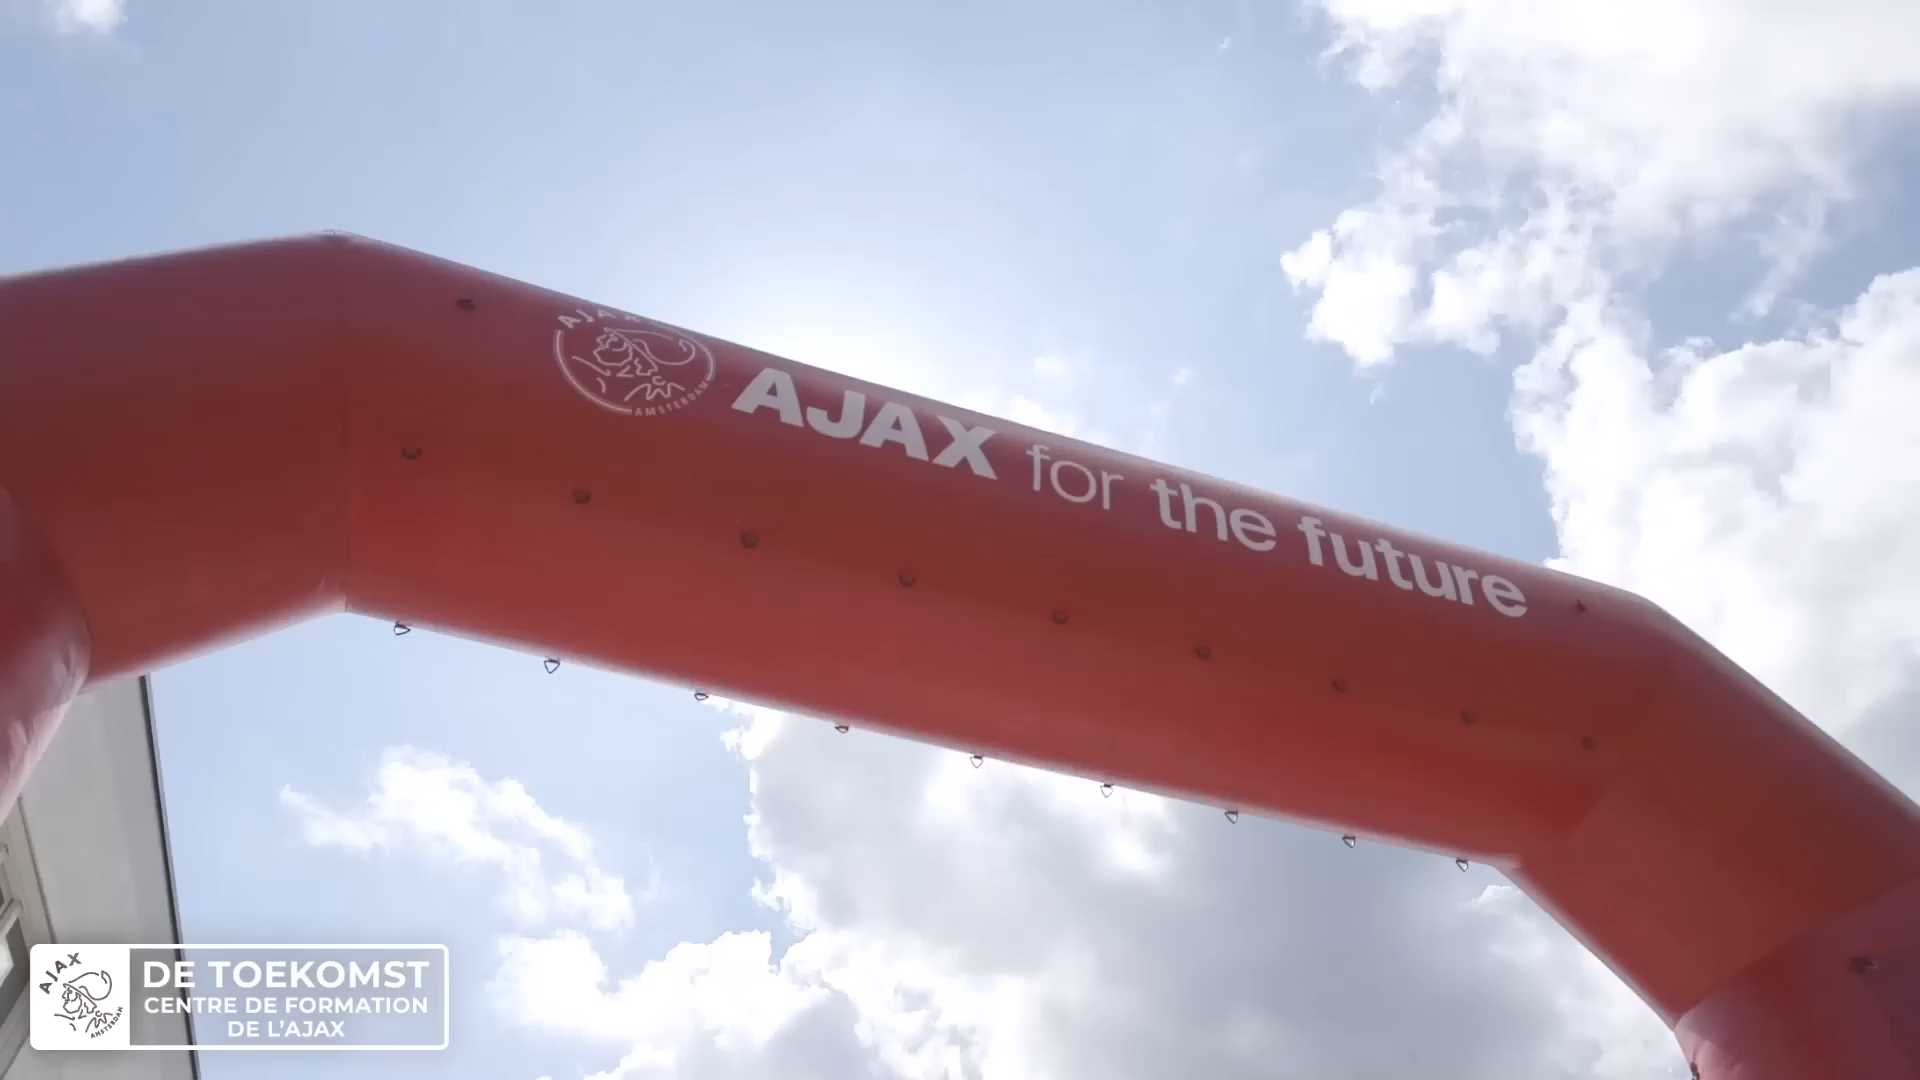 AJAX
AMSTERDAM
AJAX for the future
AJAX
AMSTERDAM
DE TOEKOMST
CENTRE DE FORMATION
DE L'AJAX